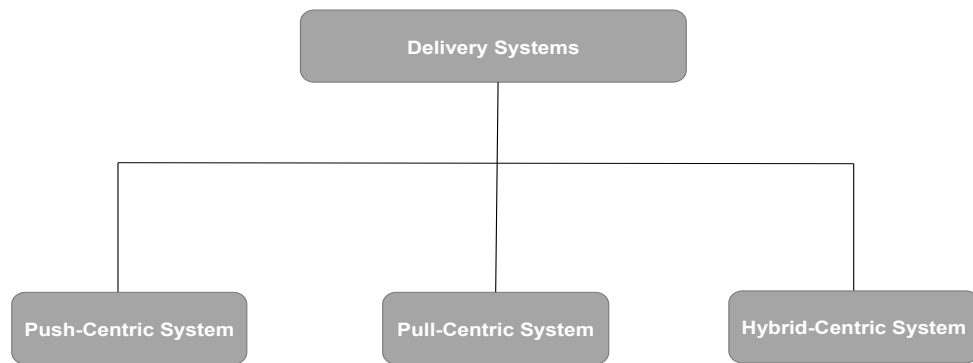 Delivery Systems
Push-Centric System
Pull-Centric System
Hybrid-Centric System